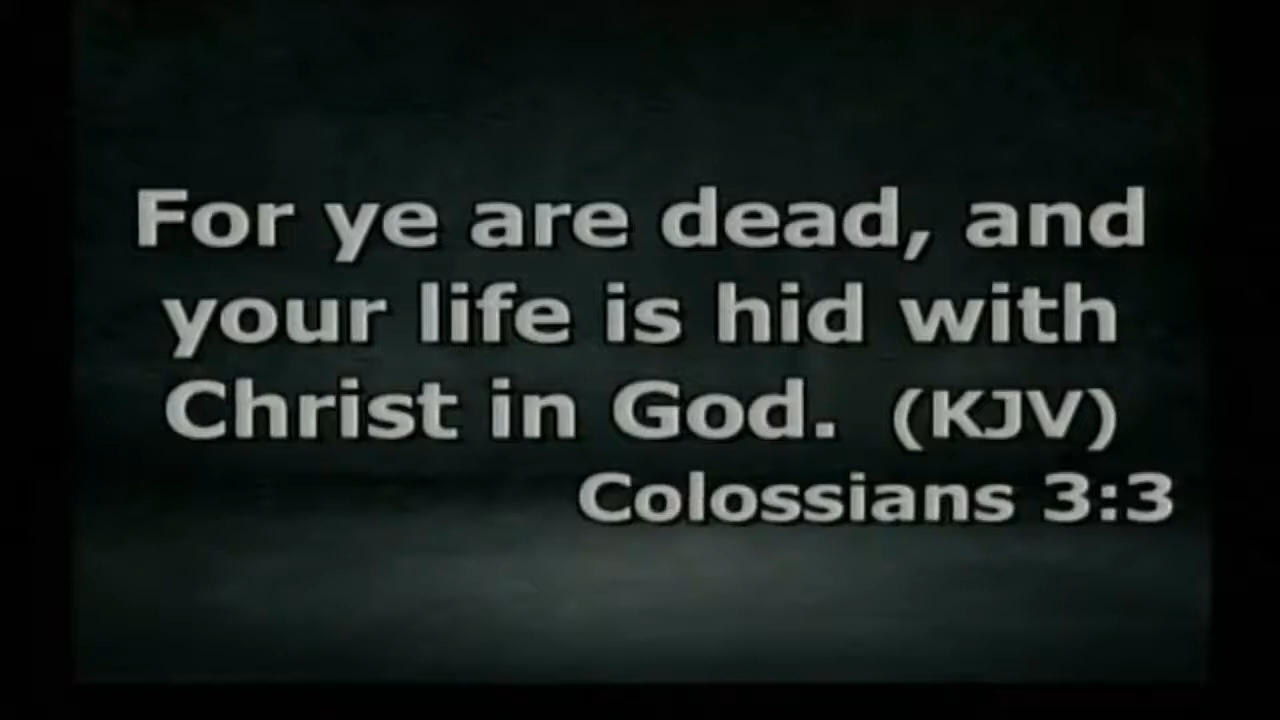 For ye are dead, and
your life is hid with
Christ in God. (KJV)
Colossians 3:3